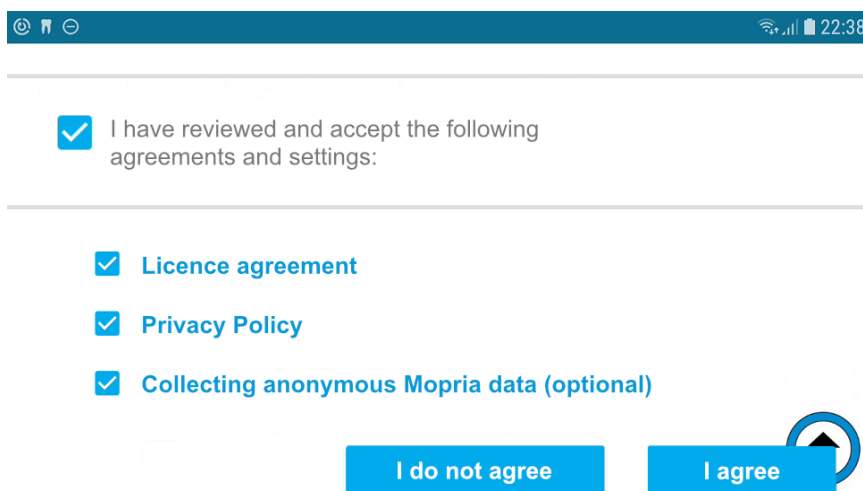 22:38
I have reviewed and accept the following
agreements and settings:
Licence agreement
Privacy Policy
Collecting anonymous Mopria data (optional)
I do not agree
I agree